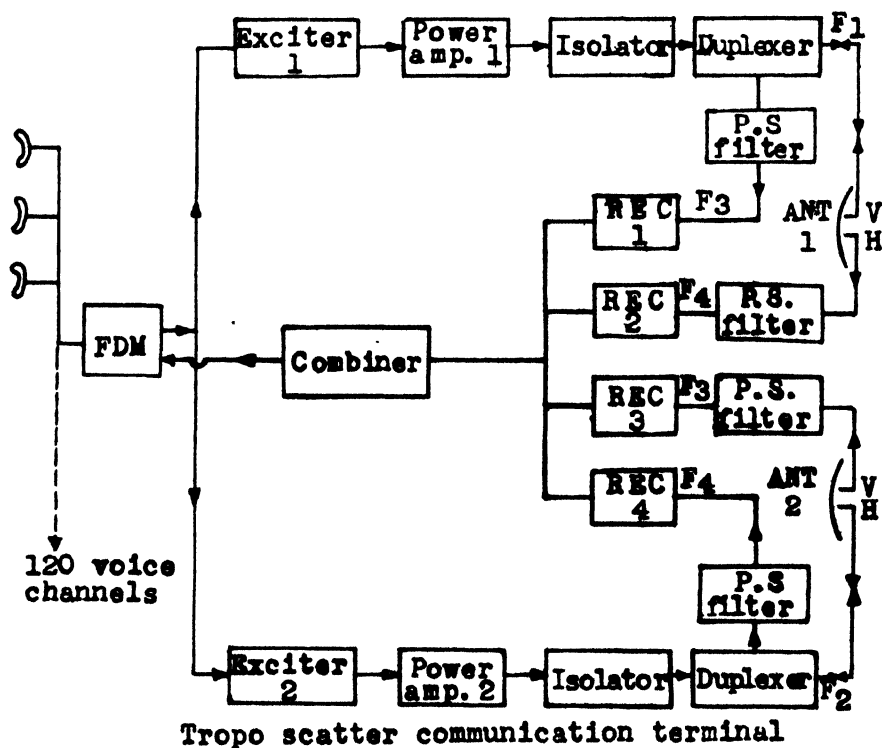 Exciter
1
Power
amp.1
Isolator
Duplexer
F1
P.S
filter
REC
1
F3
ANT
1
V
H
REC
2
F4
P.S.
filter
FDM
Combiner
REC
3
F3
P.S.
filter
REC
4
F4
ANT
2
V
H
120 voice
channels
P.S
filter
Exciter
2
Power
amp.2
Isolator
Duplexer
F2
Tropo scatter communication terminal